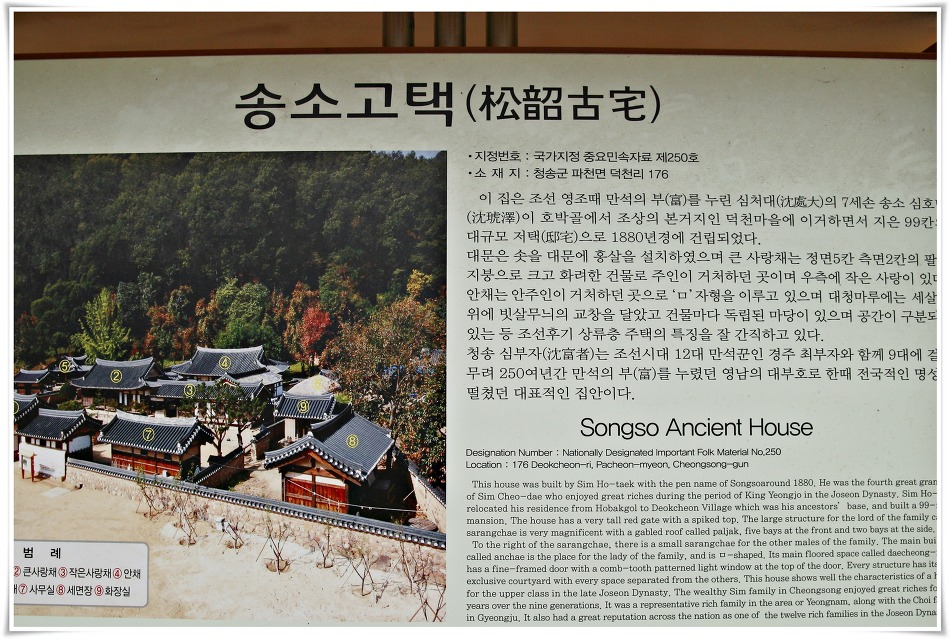 송소고택(松韶古宅)
•지정번호 : 국가지정 중요민속자료 제250호
•소 재 지 : 청송군 파천면 덕천리 176
이 집은 조선 영조때 만석의 부(富)를 누린 심처대(沈處大)의 7세손 송소 심호
(沈琥澤)이 호박골에서 조상의 본거지인 덕천마을에 이거하면서 지은 99칸
대규모 저택(邸宅)으로 1880년경에 건립되었다.
대문은 솟을 대문에 홍살을 설치하였으며 큰 사랑채는 정면5칸 측면2칸의 팔
지붕으로 크고 화려한 건물로 주인이 거처하던 곳이며 우측에 작은 사랑이 있
안채는 안주인이 거처하던 곳으로 'ㅁ'자형을 이루고 있으며 대청마루에는 세살
위에 빗살무늬의 교창을 달았고 건물마다 독립된 마당이 있으며 공간이 구분되
있는 등 조선후기 상류층 주택의 특징을 잘 간직하고 있다.
청송 심부자(沈富者)는 조선시대 12대 만석꾼인 경주 최부자와 함께 9대에 걸
무려 250여년간 만석의 부(富)를 누렸던 영남의 대부호로 한때 전국적인 명성
떨쳤던 대표적인 집안이다.
Songso Ancient House
Designation Number : Nationally Designated Important Folk Material No,250
Location : 176 Deokcheon-ri, Pacheon-myeon, Cheongsong-gun
This house was built by Sim Ho-taek with the pen name of Songsoaround 1880. He was the fourth great gran
of Sim Cheo-dae who enjoyed great riches during the period of King Yeongjo in the Joseon Dynasty. Sim Ho-
relocated his residence from Hobakgol to Deokcheon Village which was his ancestors' base, and built a 99-
mansion. The house has a very tall red gate with a spiked top. The large structure for the lord of the family c
sarangchae is very magnificent with a gabled roof called paljak, five bays at the front and two bays at the side.
To the right of the sarangchae, there is a small sarangchae for the other males of the family. The main bui
called anchae is the place for the lady of the family, and is ㅁ-shaped. Its main floored space called daecheong-
has a fine-framed door with a comb-tooth patterned light window at the top of the door. Every structure has its
exclusive courtyard with every space separated from the others. This house shows well the characteristics of a h
for the upper class in the late Joseon Dynasty. The wealthy Sim family in Cheongsong enjoyed great riches for
years over the nine generations. It was a representative rich family in the area or Yeongnam, along with the Choi f
in Gyeongju. It also had a great reputation across the nation as one of the twelve rich families in the Joseon Dyna
⑤
②
④
③
⑥
⑨
⑦
⑧
범 례
② 큰사랑채 ③ 작은사랑채 ④ 안채
⑦ 사무실 ⑧ 세면장 ⑨ 화장실